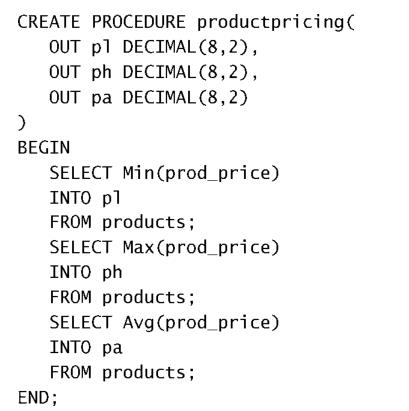 CREATE PROCEDURE productpricing(
   OUT pl DECIMAL(8,2),
   OUT ph DECIMAL(8,2),
   OUT pa DECIMAL(8,2)
)
BEGIN
   SELECT Min(prod_price)
   INTO pl
   FROM products;
   SELECT Max(prod_price)
   INTO ph
   FROM products;
   SELECT Avg(prod_price)
   INTO pa
   FROM products;
END;